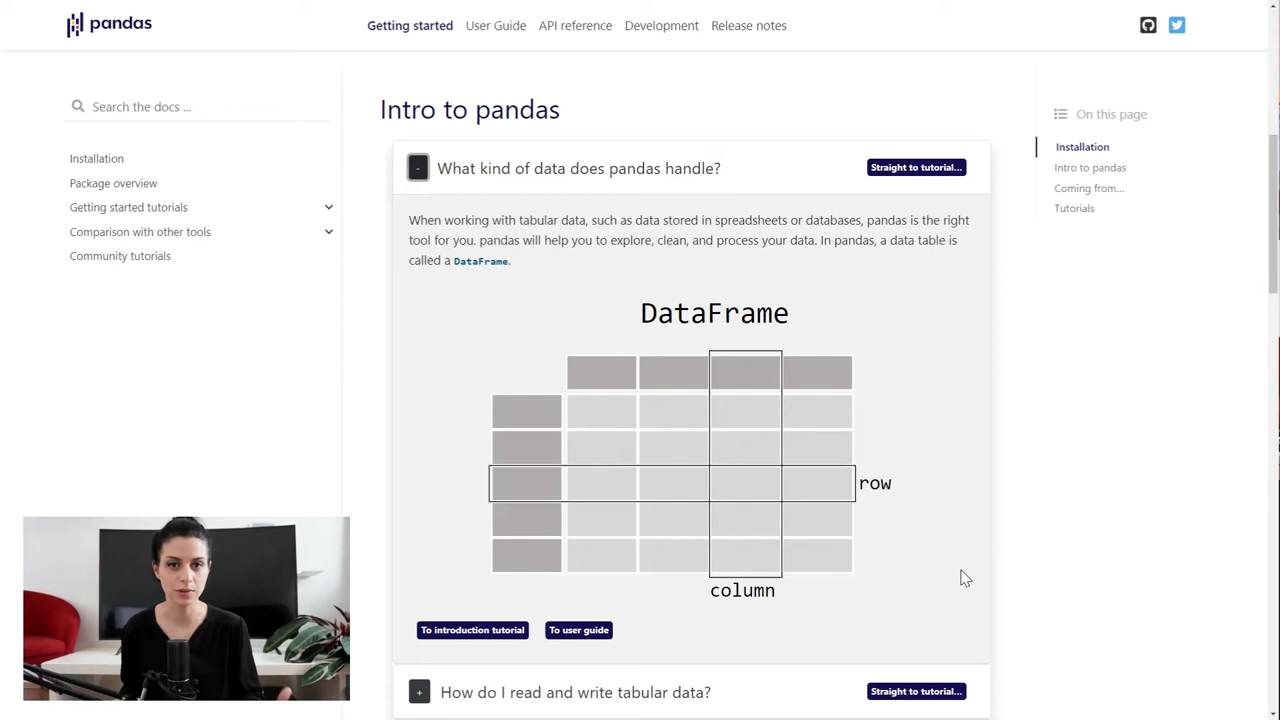 pandas
Getting started User Guide API reference Development Release notes
Search the docs ...
Installation
Package overview
Getting started tutorials
Comparison with other tools
Community tutorials
Intro to pandas
- What kind of data does pandas handle?
Straight to tutorial...
When working with tabular data, such as data stored in spreadsheets or databases, pandas is the right
tool for you. pandas will help you to explore, clean, and process your data. In pandas, a data table is
called a DataFrame.
DataFrame
row
column
To introduction tutorial To user guide
+ How do I read and write tabular data?
Straight to tutorial...
On this page
Installation
Intro to pandas
Coming from...
Tutorials